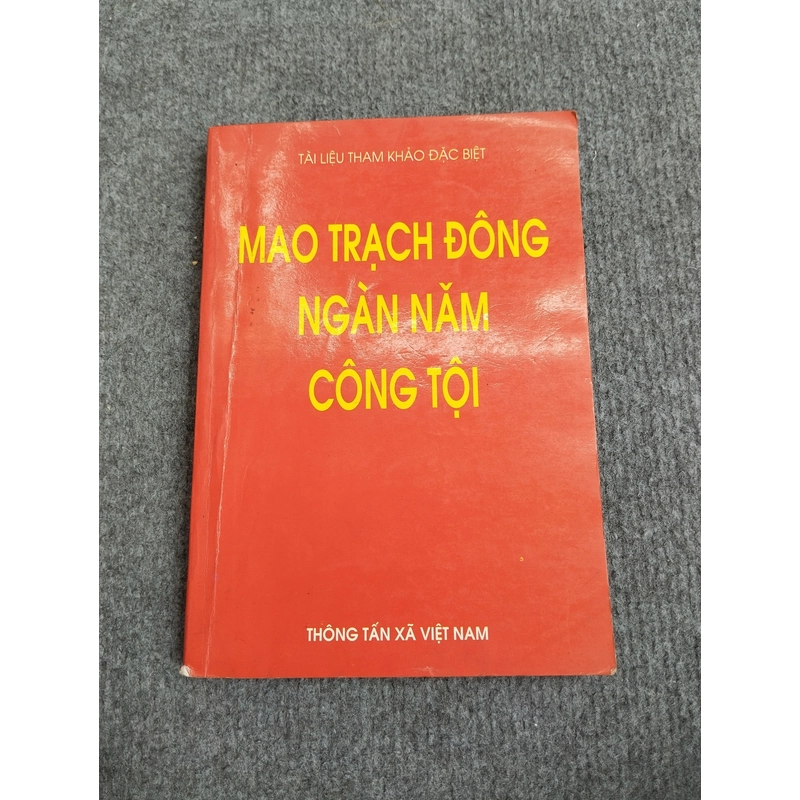 TÀI LIỆU THAM KHẢO ĐẶC BIỆT
MAO TRẠCH ĐÔNG
NGÀN NĂM
CÔNG TỘI
THÔNG TẤN XÃ VIỆT NAM